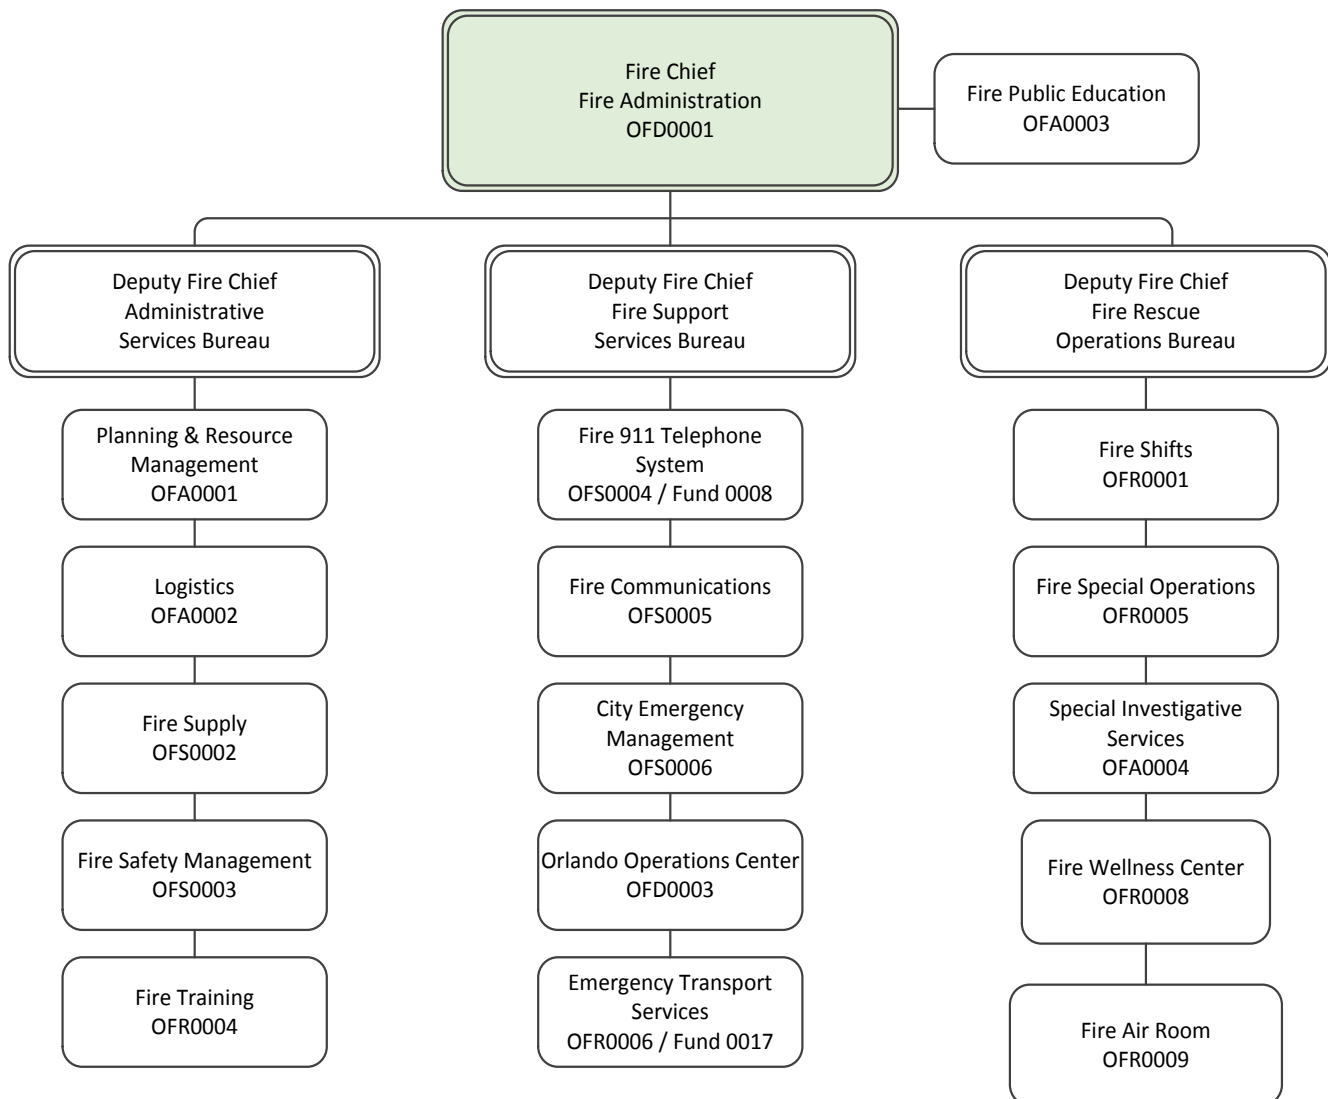 Fire Chief
Fire Administration
OFD0001
Fire Public Education
OFA0003
Deputy Fire Chief
Administrative
Services Bureau
Deputy Fire Chief
Fire Support
Services Bureau
Deputy Fire Chief
Fire Rescue
Operations Bureau
Planning & Resource
Management
OFA0001
Fire 911 Telephone
System
OFS0004 / Fund 0008
Fire Shifts
OFR0001
Logistics
OFA0002
Fire Communications
OFS0005
Fire Special Operations
OFR0005
Fire Supply
OFS0002
City Emergency
Management
OFS0006
Special Investigative
Services
OFA0004
Fire Safety Management
OFS0003
Orlando Operations Center
OFD0003
Fire Wellness Center
OFR0008
Fire Training
OFR0004
Emergency Transport
Services
OFR0006 / Fund 0017
Fire Air Room
OFR0009